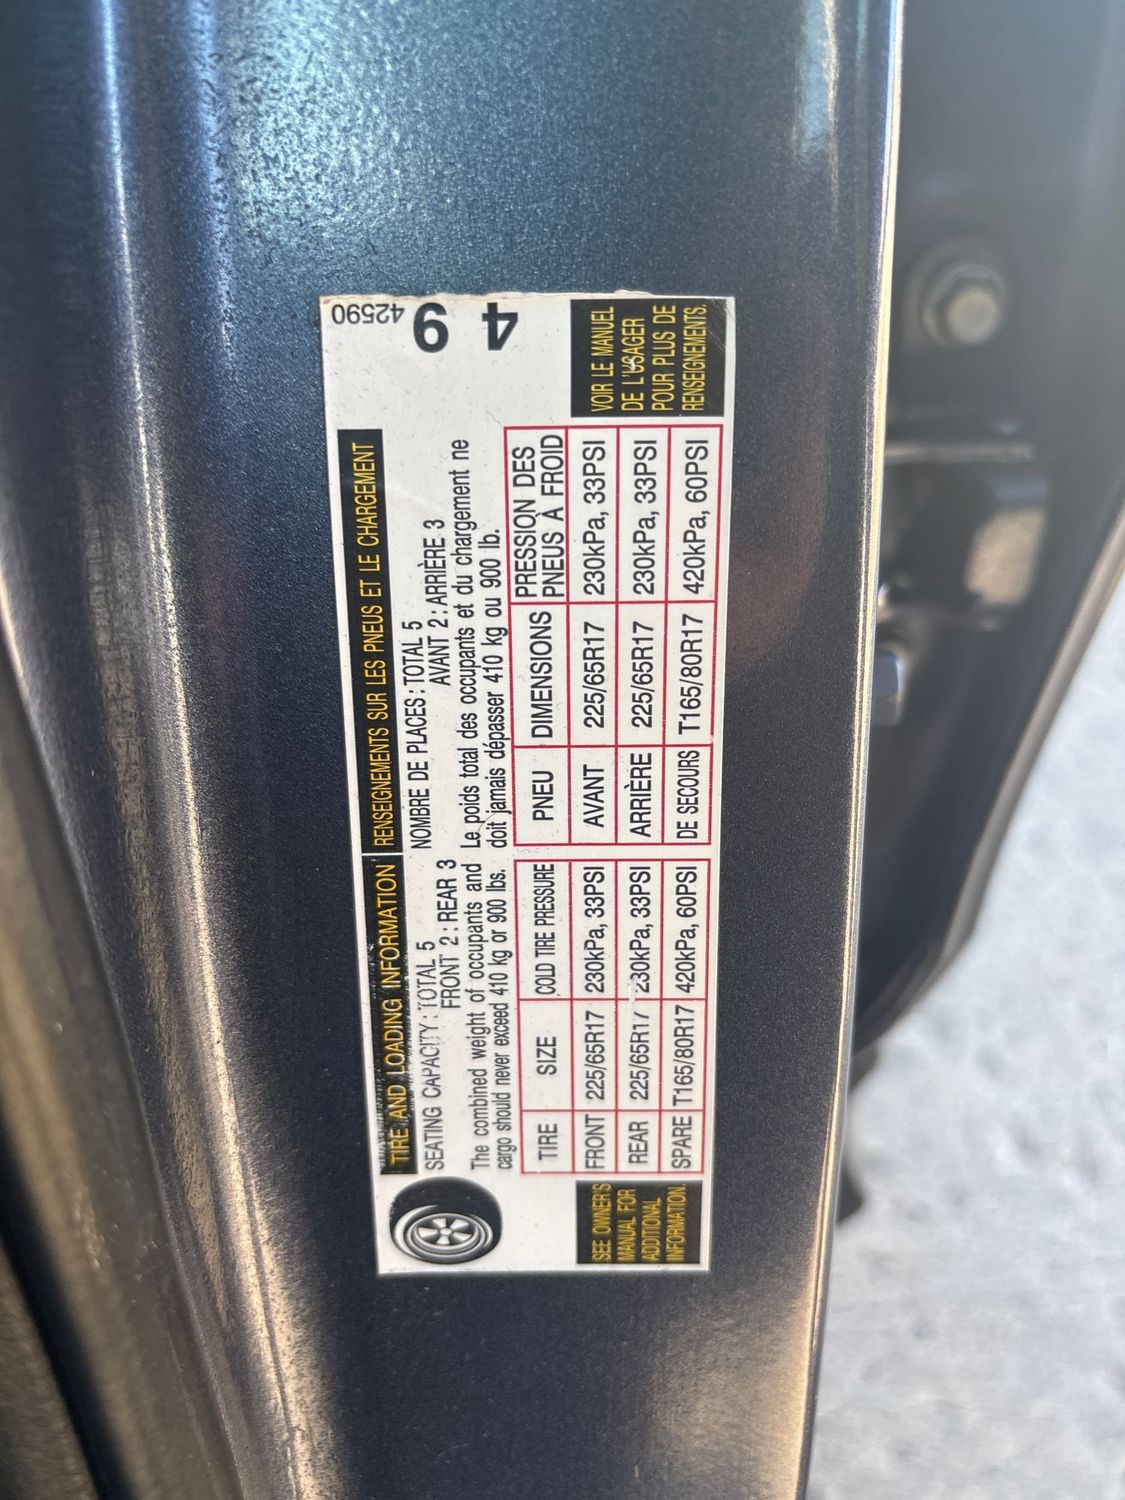 TIRE AND LOADING INFORMATION
SEATING CAPACITY : TOTAL 5
FRONT 2 : REAR 3
The combined weight of occupants and
cargo should never exceed 410 kg or 900 lbs.
TIRE SIZE COLD TIRE PRESSURE
FRONT 225/65R17 230kPa, 33PSI
REAR 225/65R17 230kPa, 33PSI
SPARE T165/80R17 420kPa, 60PSI
SEE OWNER'S
MANUAL FOR
ADDITIONAL
INFORMATION.
RENSEIGNEMENTS SUR LES PNEUS ET LE CHARGEMENT
NOMBRE DE PLACES : TOTAL 5
AVANT 2 : ARRIÈRE 3
Le poids total des occupants et du chargement ne
doit jamais dépasser 410 kg ou 900 lb.
PNEU DIMENSIONS PRESSION DES
PNEUS À FROID
AVANT 225/65R17 230kPa, 33PSI
ARRIÈRE 225/65R17 230kPa, 33PSI
DE SECOURS T165/80R17 420kPa, 60PSI
VOIR LE MANUEL
DE L'USAGER
POUR PLUS DE
RENSEIGNEMENTS.
42590
9
4